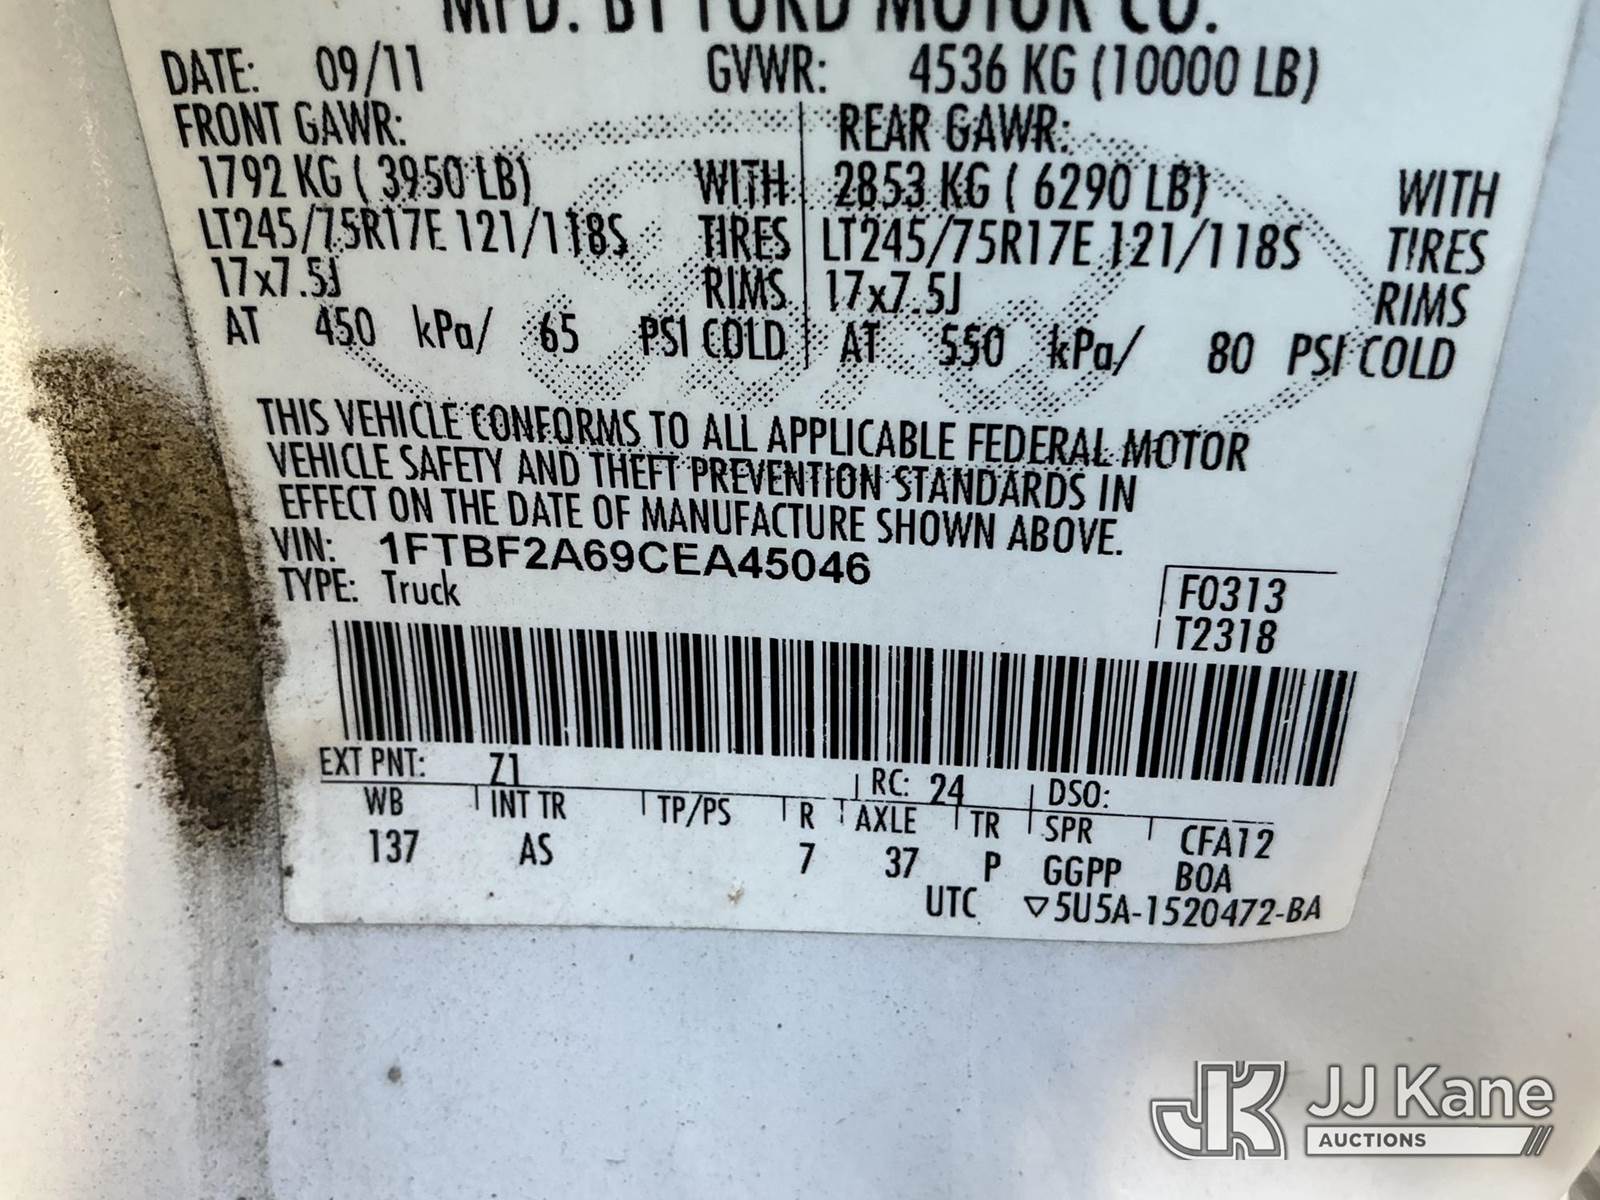 MFD. BY FORD MOTOR CO.
DATE: 09/11 GVWR: 4536 KG (10000 LB)
FRONT GAWR: REAR GAWR:
1792 KG ( 3950 LB) WITH 2853 KG ( 6290 LB) WITH
LT245/75R17E 121/118S TIRES LT245/75R17E 121/118S TIRES
17x7.5J RIMS 17x7.5J RIMS
AT 450 kPa/ 65 PSI COLD AT 550 kPa/ 80 PSI COLD
THIS VEHICLE CONFORMS TO ALL APPLICABLE FEDERAL MOTOR
VEHICLE SAFETY AND THEFT PREVENTION STANDARDS IN
EFFECT ON THE DATE OF MANUFACTURE SHOWN ABOVE.
VIN: 1FTBF2A69CEA45046
TYPE: Truck
F0313
T2318
EXT PNT: Z1 RC: 24 DSO:
WB INT TR TP/PS R AXLE TR SPR CFA12
137 AS 7 37 P GGPP B0A
UTC ▽5U5A-1520472-BA
JK JJ Kane
AUCTIONS